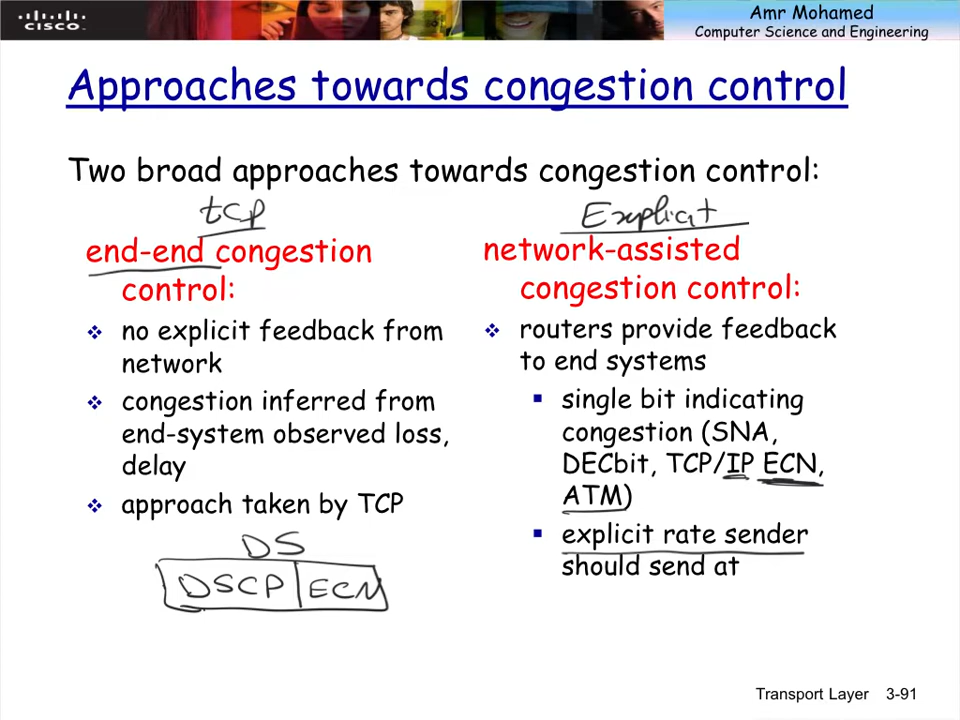 CISCO
Amr Mohamed
Computer Science and Engineering
Approaches towards congestion control
Two broad approaches towards congestion control:
tcp
end-end congestion
control:
❖ no explicit feedback from
network
❖ congestion inferred from
end-system observed loss,
delay
❖ approach taken by TCP
DS
DSCP ECN
Explicit
network-assisted
congestion control:
❖ routers provide feedback
to end systems
▪ single bit indicating
congestion (SNA,
DECbit, TCP/IP ECN,
ATM)
▪ explicit rate sender
should send at
Transport Layer 3-91